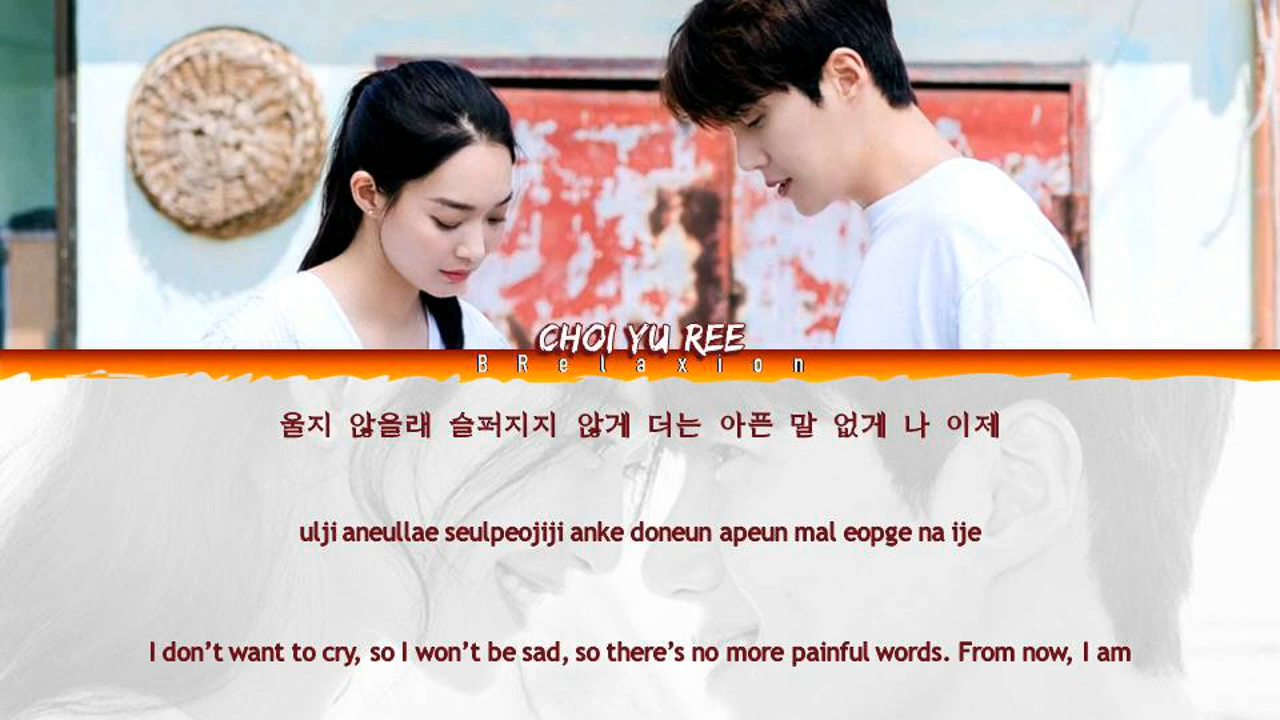 CHOI YU REE
BRelaxion
울지 않을래 슬퍼지지 않게 더는 아픈 말 없게 나 이제
ulji aneullae seulpeojiji anke doneun apeun mal eopge na ije
I don’t want to cry, so I won’t be sad, so there’s no more painful words. From now, I am